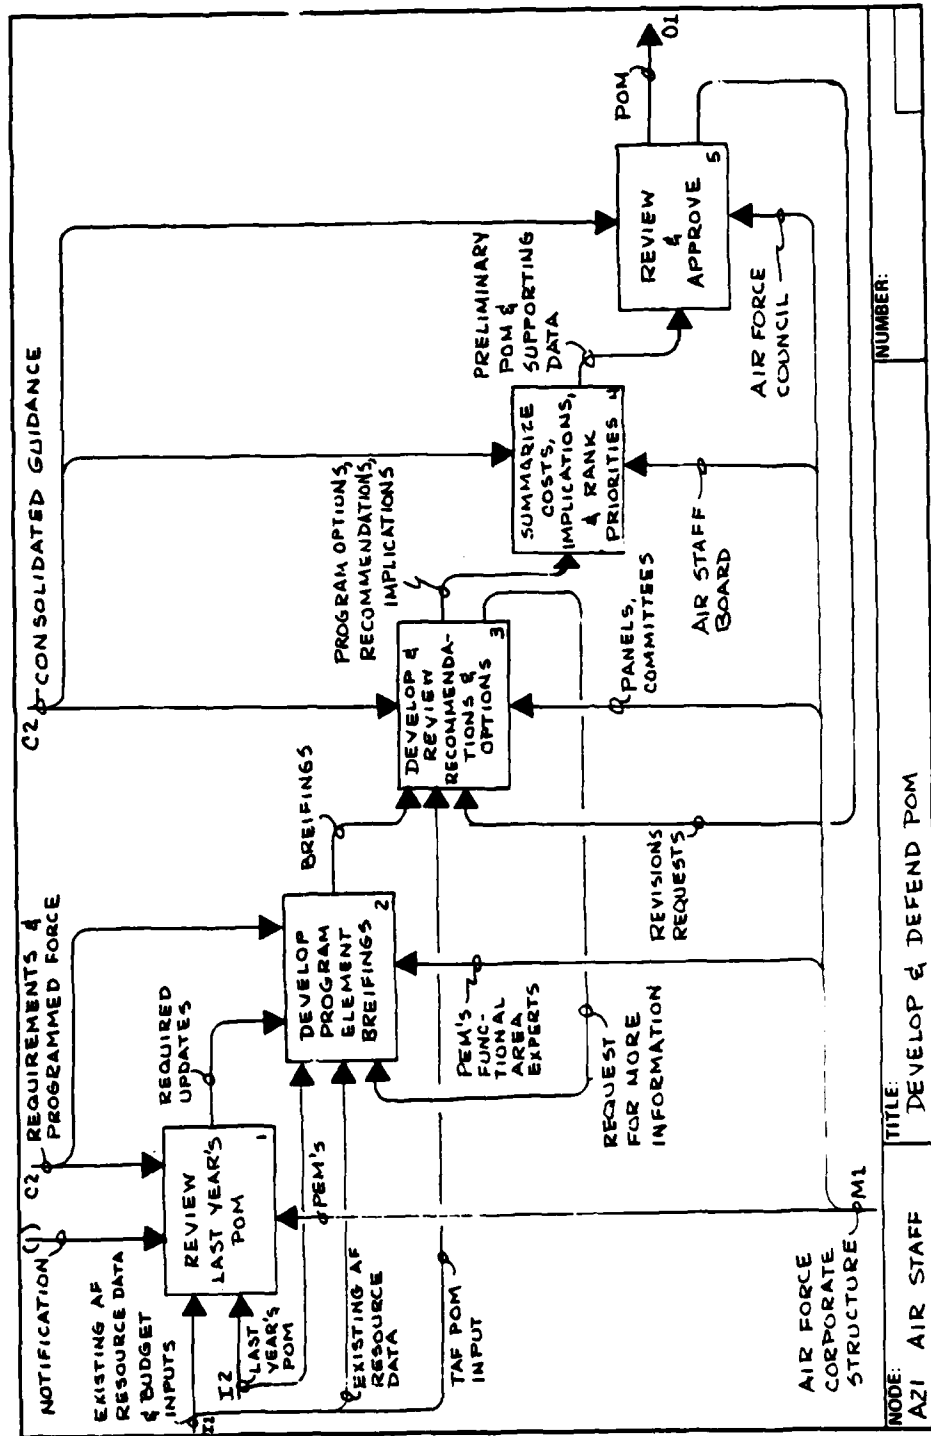 NOTIFICATION ( )
C2 REQUIREMENTS &
PROGRAMMED FORCE
C2 CONSOLIDATED GUIDANCE
EXISTING AF
RESOURCE DATA
& BUDGET
INPUTS
I2
LAST
YEAR'S
POM
REVIEW
LAST YEAR'S
POM
1
REQUIRED
UPDATES
PEM'S
EXISTING AF
RESOURCE
DATA
TAF POM
INPUT
DEVELOP
PROGRAM
ELEMENT
BREIFINGS
2
BREIFINGS
PEM'S
FUNC-
TIONAL
AREA
EXPERTS
REQUEST
FOR MORE
INFORMATION
DEVELOP &
REVIEW
RECOMMENDA-
TIONS &
OPTIONS
3
PROGRAM OPTIONS,
RECOMMENDATIONS,
IMPLICATIONS
PANELS,
COMMITTEES
REVISIONS
REQUESTS
SUMMARIZE
COSTS,
IMPLICATIONS,
& RANK
PRIORITIES
4
PRELIMINARY
POM &
SUPPORTING
DATA
AIR STAFF
BOARD
REVIEW
&
APPROVE
5
POM
O1
AIR FORCE
COUNCIL
AIR FORCE
CORPORATE
STRUCTURE
M1
NODE:
A21 AIR STAFF
TITLE:
DEVELOP & DEFEND POM
NUMBER: